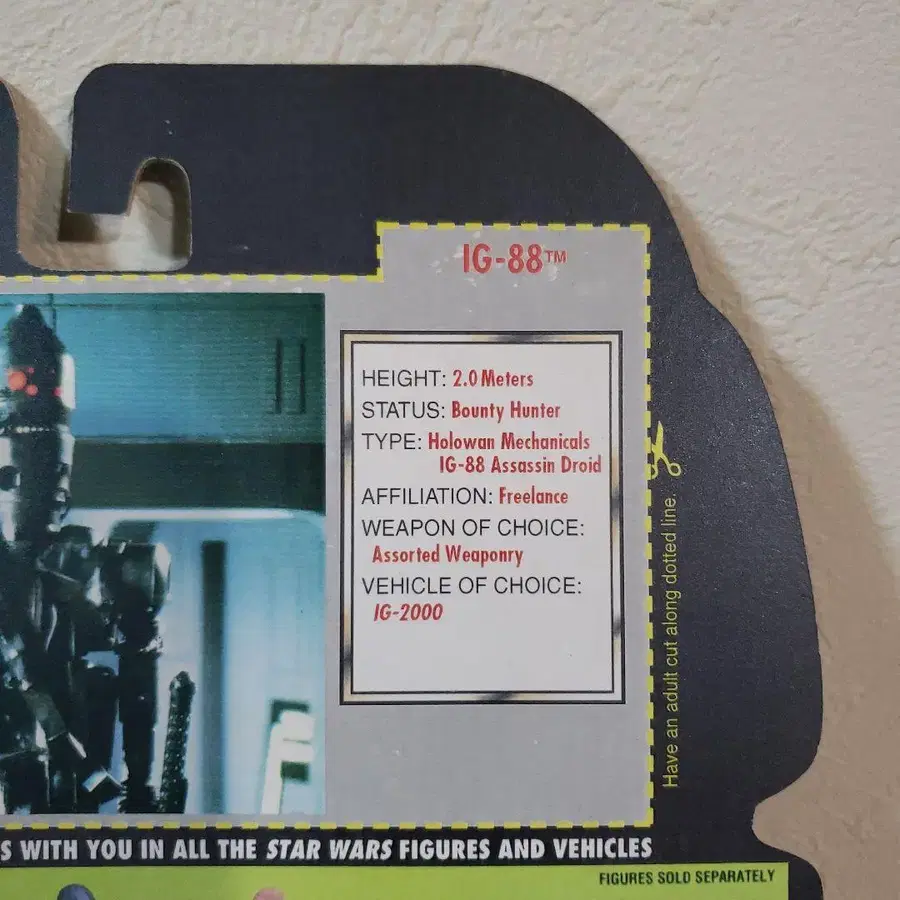 IG-88™
HEIGHT: 2.0 Meters
STATUS: Bounty Hunter
TYPE: Holowan Mechanicals
IG-88 Assassin Droid
AFFILIATION: Freelance
WEAPON OF CHOICE:
Assorted Weaponry
VEHICLE OF CHOICE:
IG-2000
Have an adult cut along dotted line.
S WITH YOU IN ALL THE STAR WARS FIGURES AND VEHICLES
FIGURES SOLD SEPARATELY